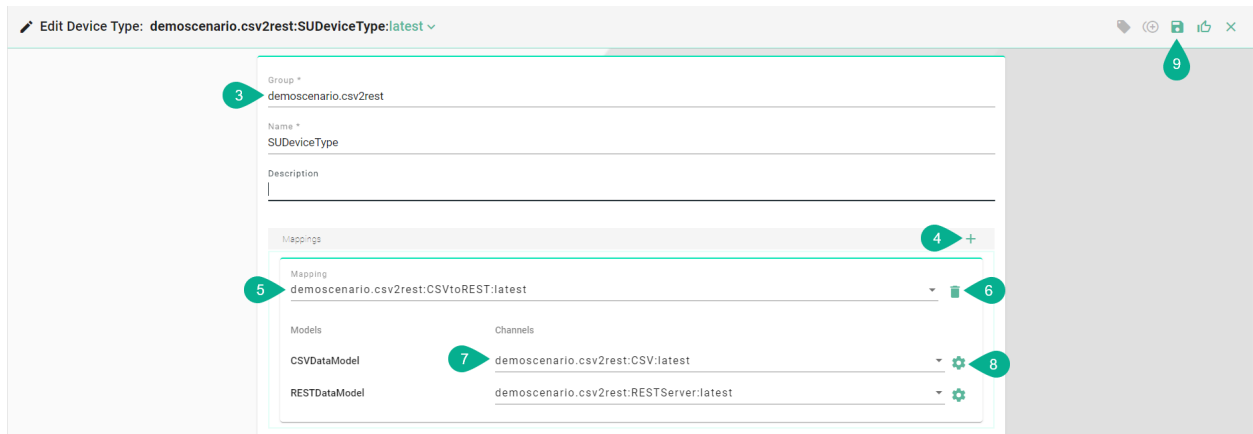 Edit Device Type: demoscenario.csv2rest:SUDeviceType:latest
9
Group *
3
demoscenario.csv2rest
Name *
SUDeviceType
Description
Mappings
4
Mapping
5
demoscenario.csv2rest:CSVtoREST:latest
6
Models Channels
CSVDataModel
7
demoscenario.csv2rest:CSV:latest
8
RESTDataModel demoscenario.csv2rest:RESTServer:latest